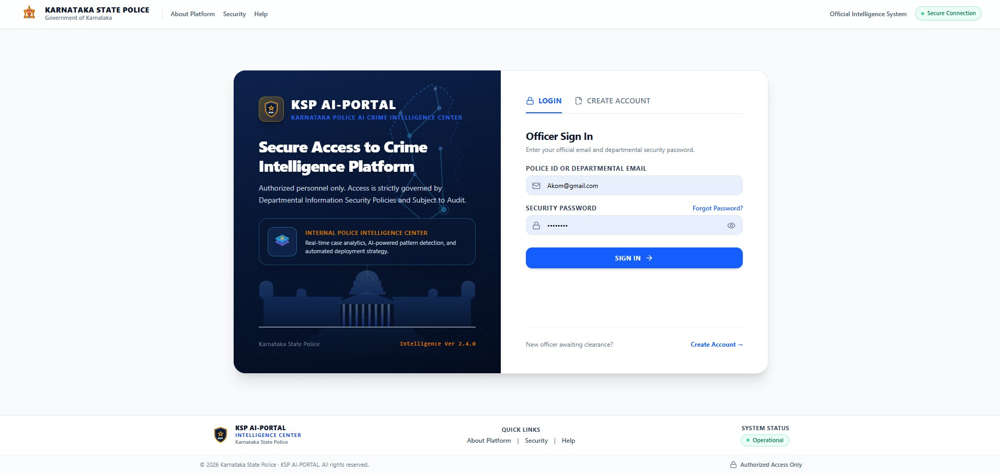 KARNATAKA STATE POLICE
Government of Karnataka
About Platform
Security
Help
Official Intelligence System
Secure Connection
KSP
KSP AI-PORTAL
KARNATAKA POLICE AI CRIME INTELLIGENCE CENTER
Secure Access to Crime
Intelligence Platform
Authorized personnel only. Access is strictly governed by
Departmental Information Security Policies and Subject to Audit.
INTERNAL POLICE INTELLIGENCE CENTER
Real-time case analytics, AI-powered pattern detection, and
automated deployment strategy.
Karnataka State Police
Intelligence Ver 2.4.0
LOGIN
CREATE ACCOUNT
Officer Sign In
Enter your official email and departmental security password.
POLICE ID OR DEPARTMENTAL EMAIL
Akom@gmail.com
SECURITY PASSWORD
Forgot Password?
••••••••
SIGN IN →
New officer awaiting clearance?
Create Account →
KSP
KSP AI-PORTAL
INTELLIGENCE CENTER
Karnataka State Police
QUICK LINKS
About Platform | Security | Help
SYSTEM STATUS
Operational
© 2026 Karnataka State Police · KSP AI-PORTAL. All rights reserved.
Authorized Access Only